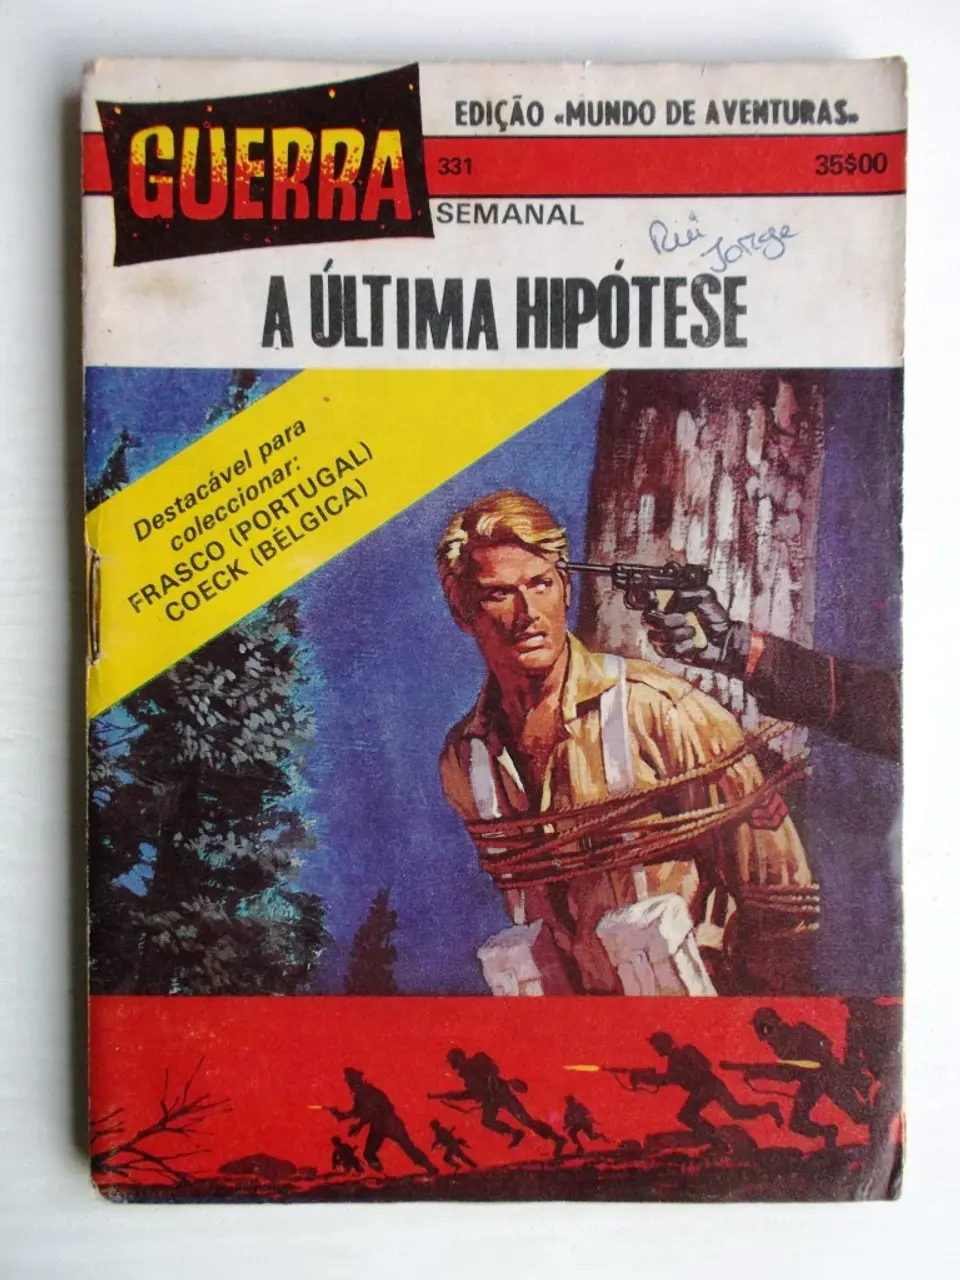 EDIÇÃO «MUNDO DE AVENTURAS»
GUERRA
331
35$00
SEMANAL
Rui
Jorge
A ÚLTIMA HIPÓTESE
Destacável para
coleccionar:
FRASCO (PORTUGAL)
COECK (BÉLGICA)